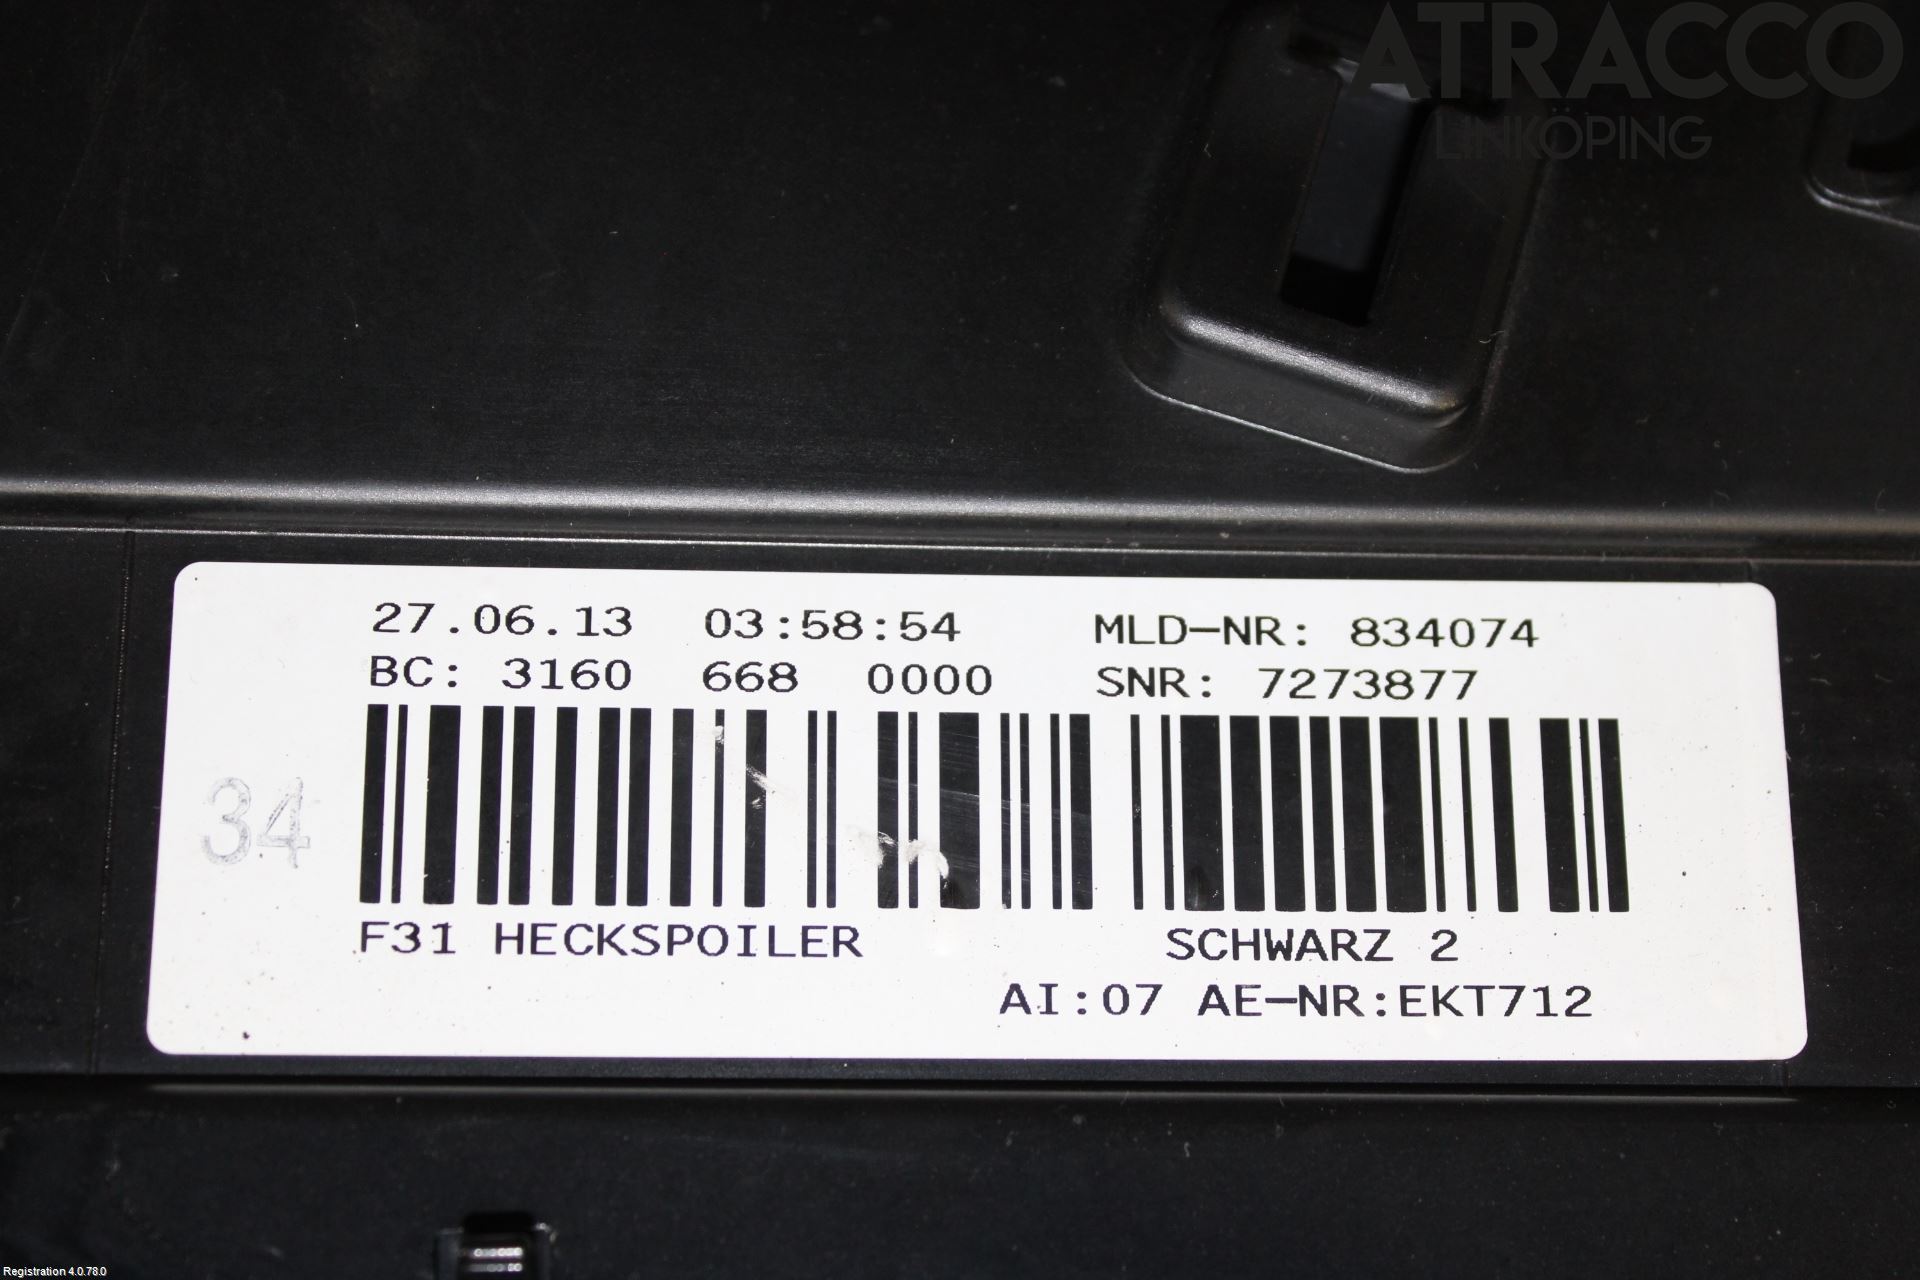 ATRACCO
LINKÖPING
27.06.13 03:58:54 MLD-NR: 834074
BC: 3160 668 0000 SNR: 7273877
34
F31 HECKSPOILER SCHWARZ 2
AI:07 AE-NR:EKT712
Registration 4.0.78.0